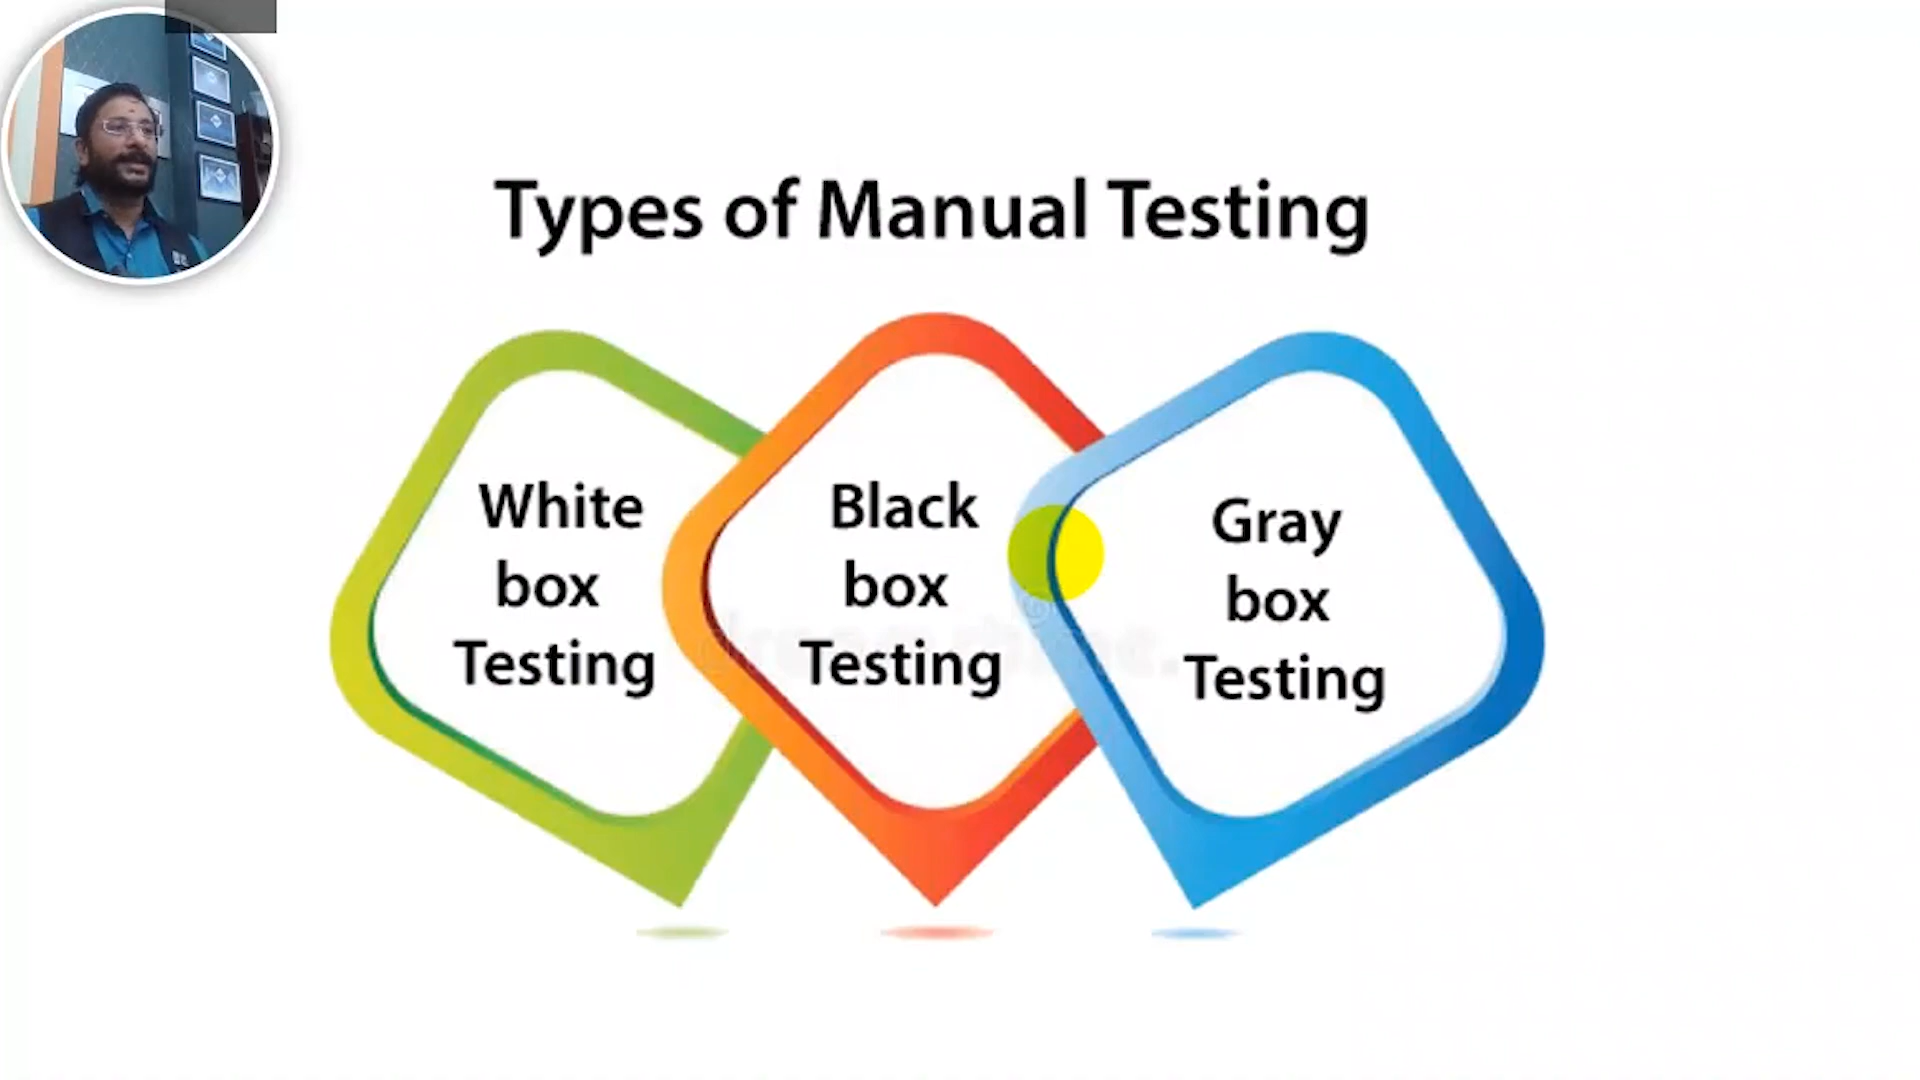 Types of Manual Testing
White
box
Testing
Black
box
Testing
Gray
box
Testing